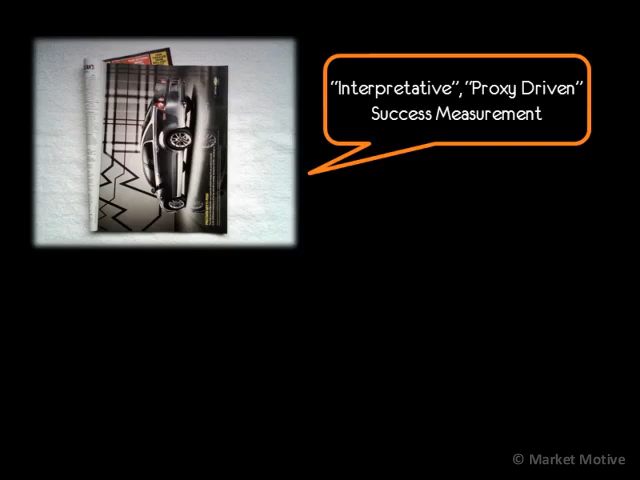 "Interpretative", "Proxy Driven"
Success Measurement
© Market Motive